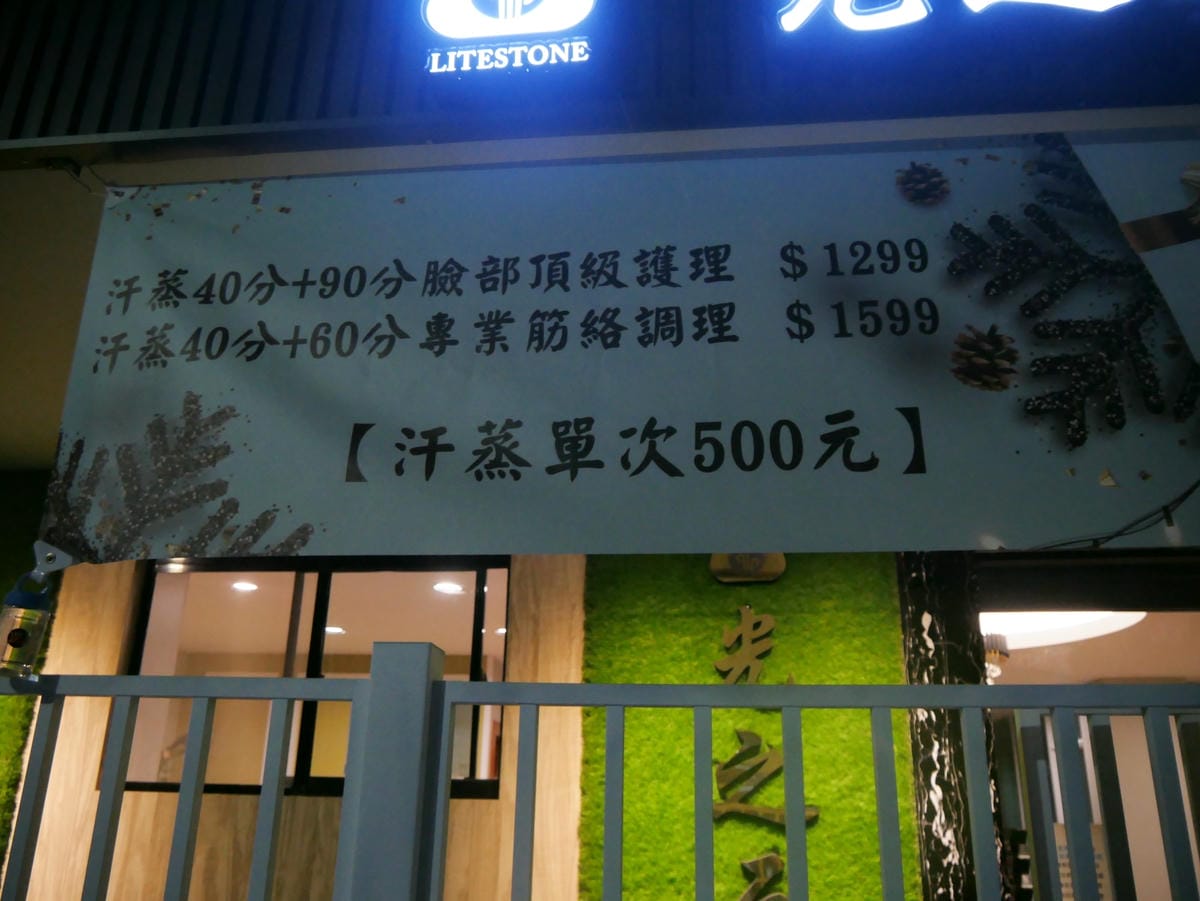 LITESTONE
汗蒸40分+90分臉部頂級護理 $1299
汗蒸40分+60分專業筋絡調理 $1599
【汗蒸單次500元】
光之